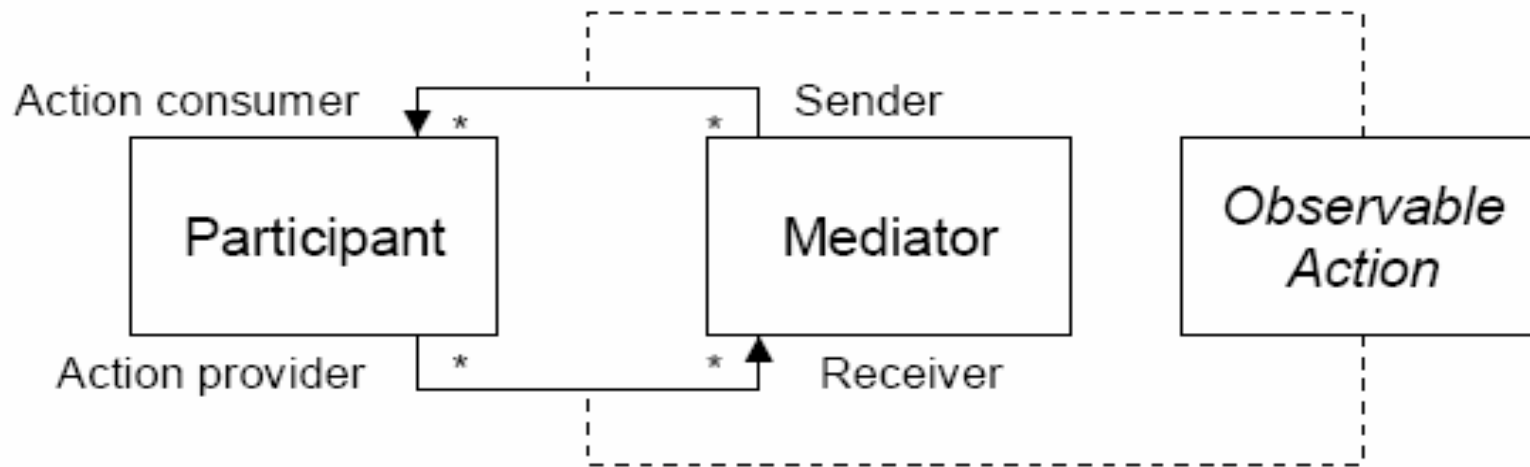 Action consumer
Sender
* *
Participant
Mediator
Observable
Action
* *
Action provider
Receiver